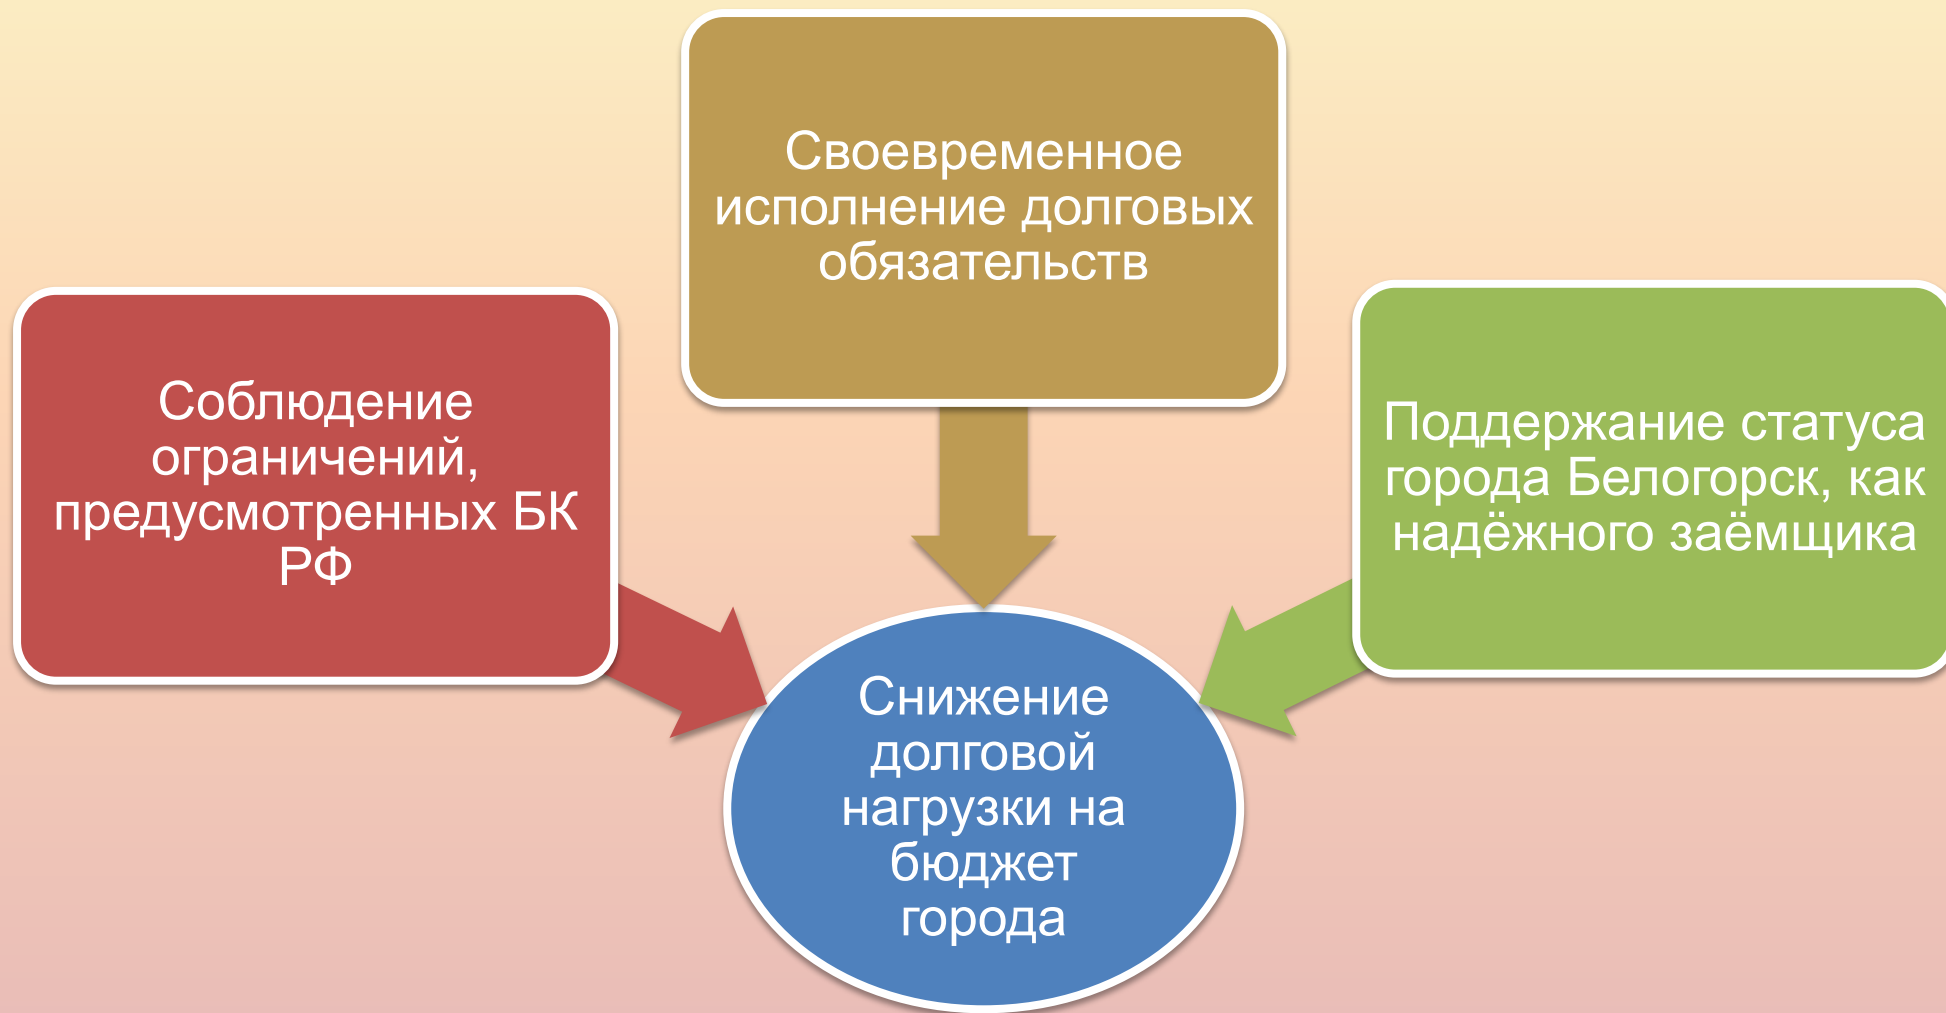 Своевременное
исполнение долговых
обязательств
Соблюдение
ограничений,
предусмотренных БК
РФ
Поддержание статуса
города Белогорск, как
надёжного заёмщика
Снижение
долговой
нагрузки на
бюджет
города